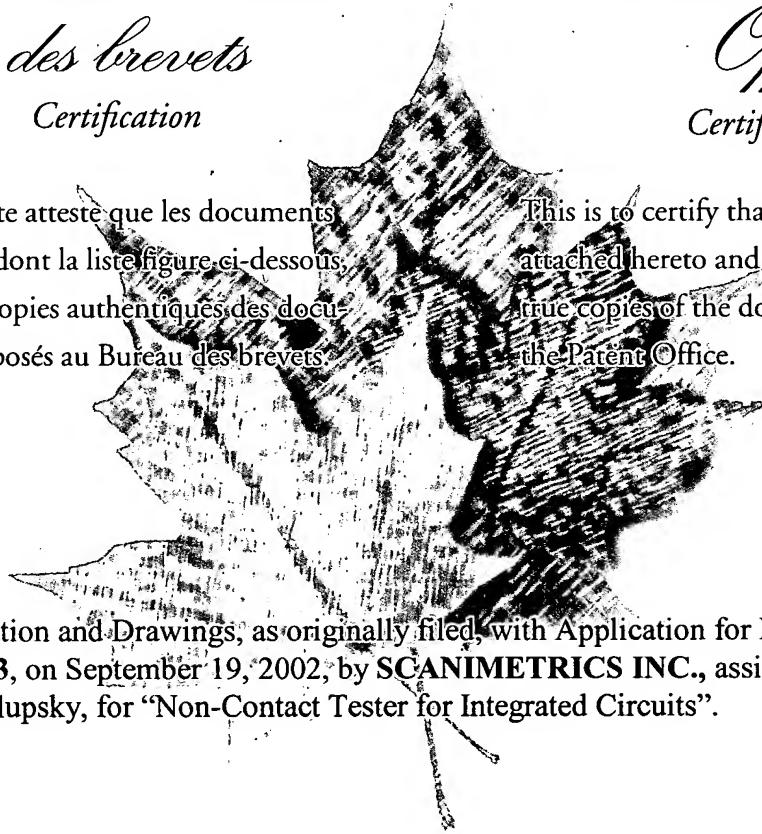 des brevets
Certification
Certif
te atteste que les documents
dont la liste figure ci-dessous,
opies authentiques des docu-
posés au Bureau des brevets.
This is to certify tha
attached hereto and
true copies of the do
the Patent Office.
tion and Drawings, as originally filed, with Application for
3, on September 19, 2002, by SCANIMETRICS INC., assi
lupsky, for “Non-Contact Tester for Integrated Circuits”.